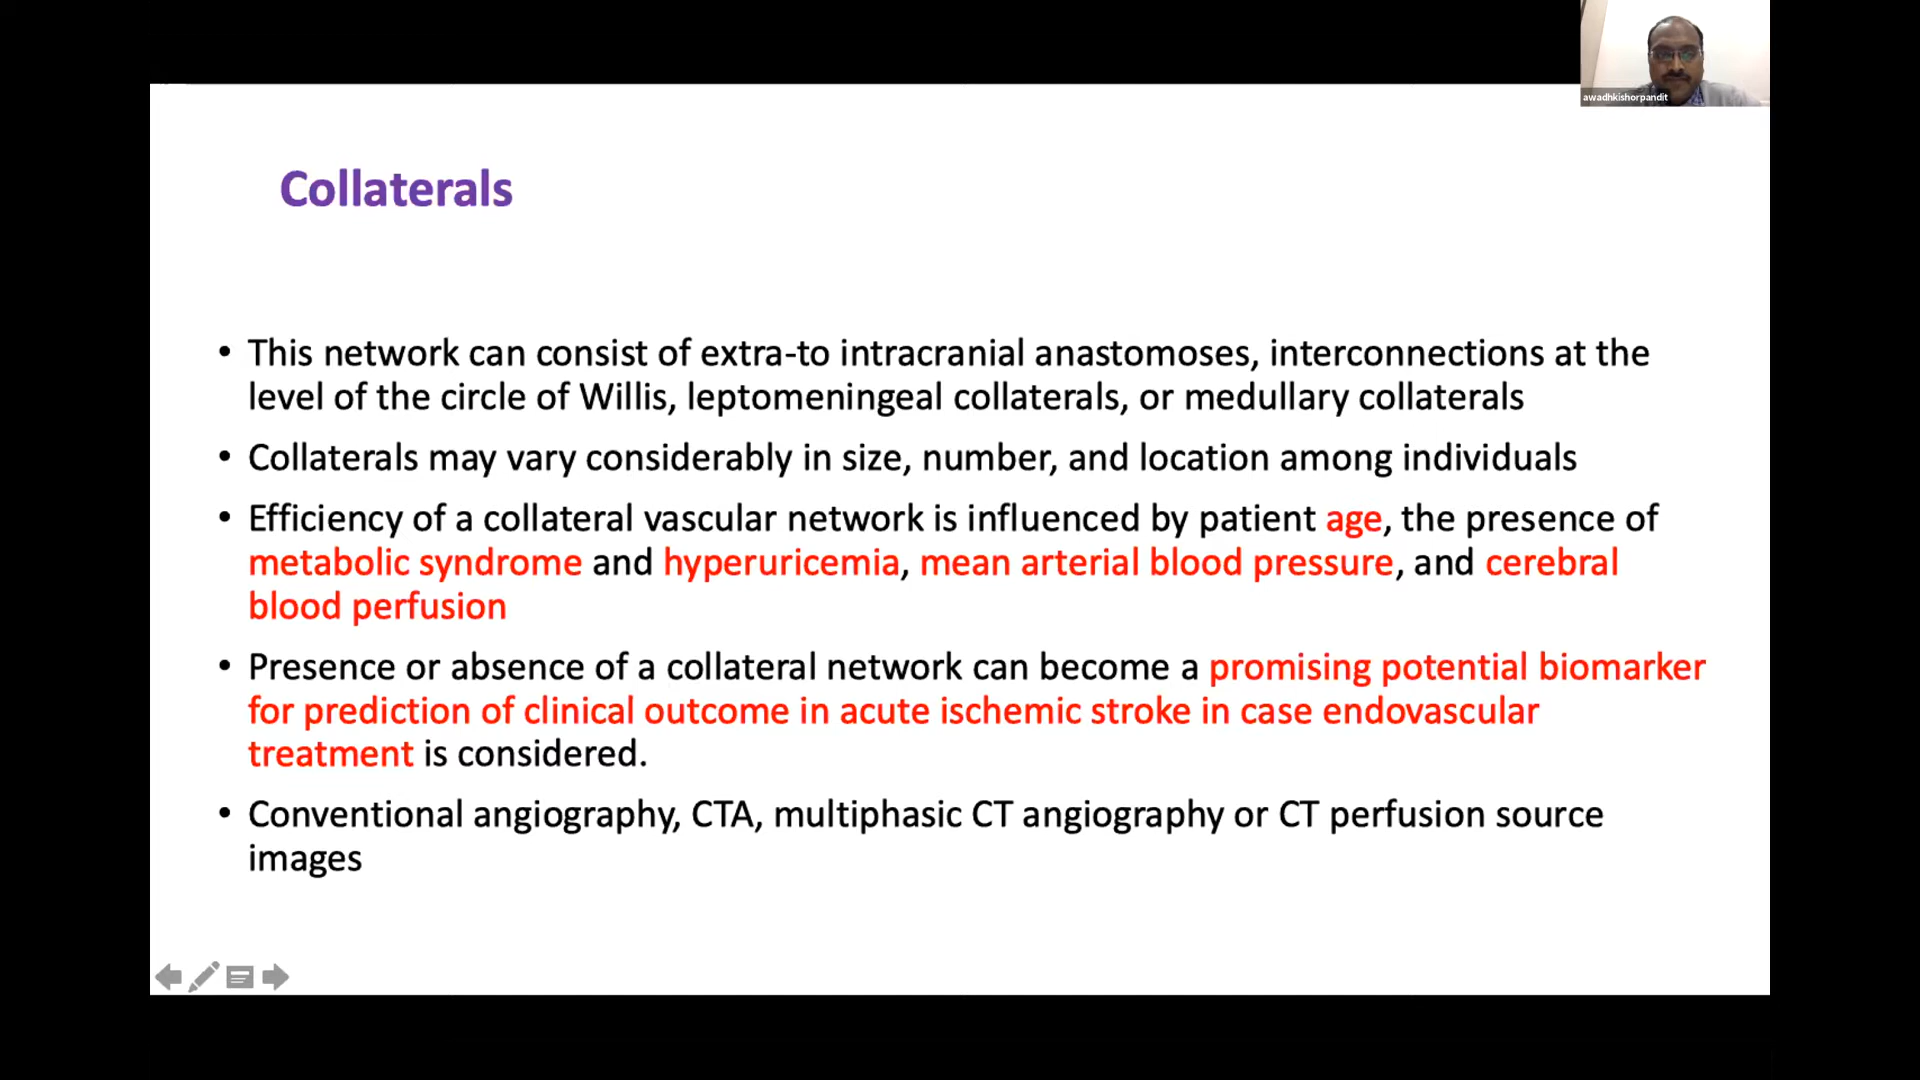 awadhkishorpandit
Collaterals
• This network can consist of extra-to intracranial anastomoses, interconnections at the
level of the circle of Willis, leptomeningeal collaterals, or medullary collaterals
• Collaterals may vary considerably in size, number, and location among individuals
• Efficiency of a collateral vascular network is influenced by patient age, the presence of
metabolic syndrome and hyperuricemia, mean arterial blood pressure, and cerebral
blood perfusion
• Presence or absence of a collateral network can become a promising potential biomarker
for prediction of clinical outcome in acute ischemic stroke in case endovascular
treatment is considered.
• Conventional angiography, CTA, multiphasic CT angiography or CT perfusion source
images